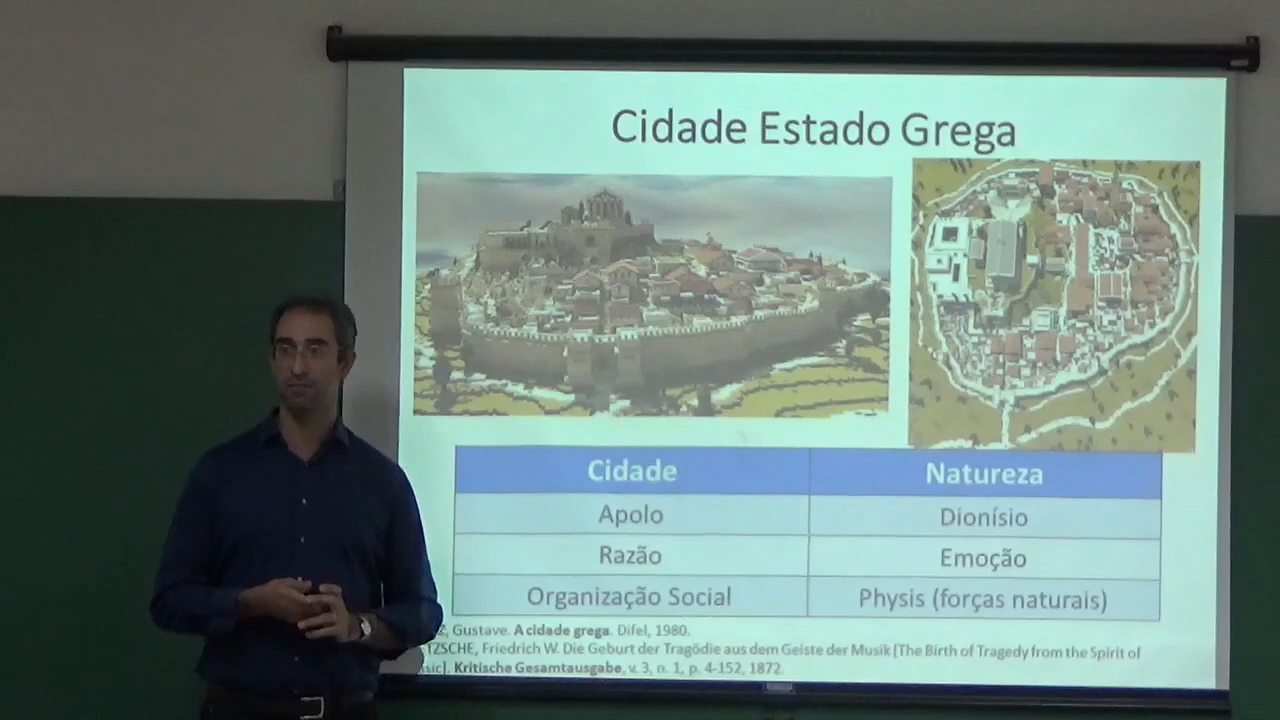 Cidade Estado Grega
Cidade Natureza
Apolo Dionísio
Razão Emoção
Organização Social Physis (forças naturais)
, Gustave. A cidade grega. Difel, 1980.
TZSCHE, Friedrich W. Die Geburt der Tragödie aus dem Geiste der Musik [The Birth of Tragedy from the Spirit of
sic]. Kritische Gesamtausgabe, v. 3, n. 1, p. 4-152, 1872.